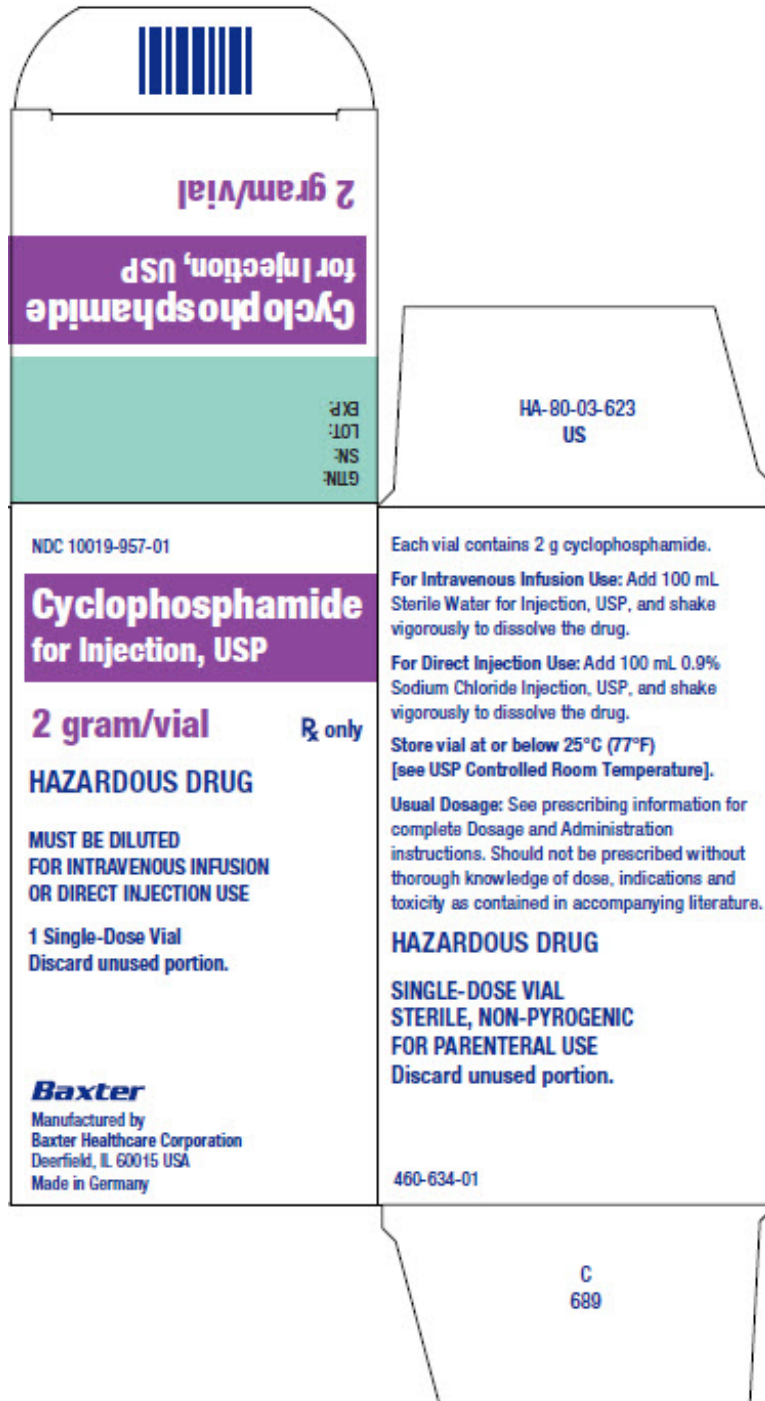 2 gram/vial
Cyclophosphamide
for Injection, USP
GTIN:
SN:
LOT:
EXP:
HA-80-03-623
US
NDC 10019-957-01
Cyclophosphamide
for Injection, USP
2 gram/vial
Rx only
HAZARDOUS DRUG
MUST BE DILUTED
FOR INTRAVENOUS INFUSION
OR DIRECT INJECTION USE
1 Single-Dose Vial
Discard unused portion.
Baxter
Manufactured by
Baxter Healthcare Corporation
Deerfield, IL 60015 USA
Made in Germany
Each vial contains 2 g cyclophosphamide.
For Intravenous Infusion Use: Add 100 mL
Sterile Water for Injection, USP, and shake
vigorously to dissolve the drug.
For Direct Injection Use: Add 100 mL 0.9%
Sodium Chloride Injection, USP, and shake
vigorously to dissolve the drug.
Store vial at or below 25°C (77°F)
[see USP Controlled Room Temperature].
Usual Dosage: See prescribing information for
complete Dosage and Administration
instructions. Should not be prescribed without
thorough knowledge of dose, indications and
toxicity as contained in accompanying literature.
HAZARDOUS DRUG
SINGLE-DOSE VIAL
STERILE, NON-PYROGENIC
FOR PARENTERAL USE
Discard unused portion.
460-634-01
C
689